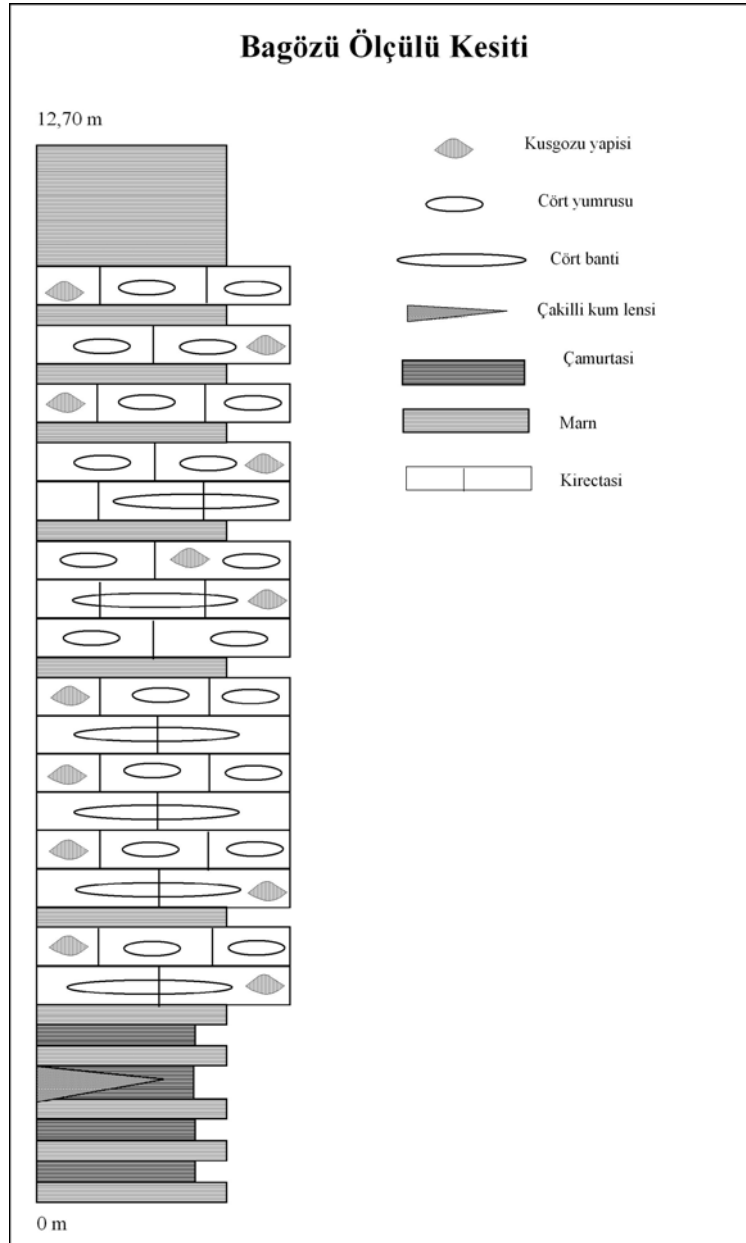 Bagözü Ölçülü Kesiti
12,70 m
Kusgozu yapisi
Cört yumrusu
Cört banti
Çakilli kum lensi
Çamurtasi
Marn
Kirectasi
0 m